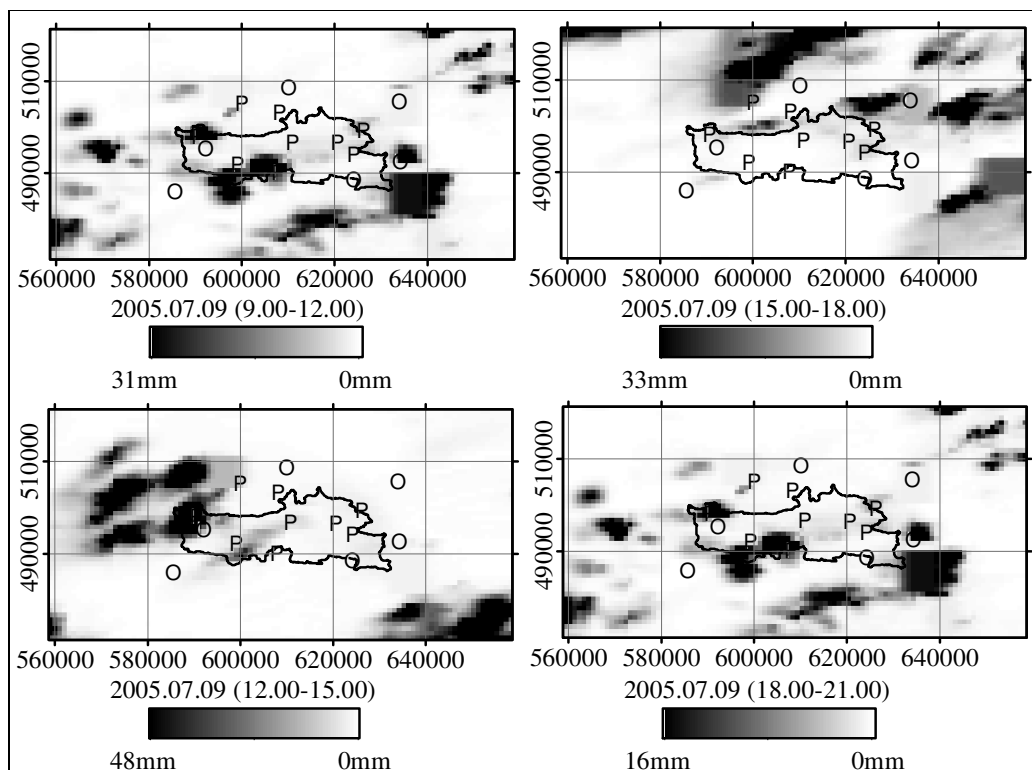 O
O
P
P
P
O
P
P
P
P
P
O
O
O
510000
490000
560000 580000 600000 620000 640000
2005.07.09 (9.00-12.00)
31mm 0mm
O
O
P
P
P
P
O
P
P
P
P
P
O
O
O
510000
490000
560000 580000 600000 620000 640000
2005.07.09 (15.00-18.00)
33mm 0mm
O
O
P
P
P
P
P
P
O
P
P
O
O
O
510000
490000
560000 580000 600000 620000 640000
2005.07.09 (12.00-15.00)
48mm 0mm
O
O
P
P
P
P
P
O
P
P
O
O
O
510000
490000
560000 580000 600000 620000 640000
2005.07.09 (18.00-21.00)
16mm 0mm